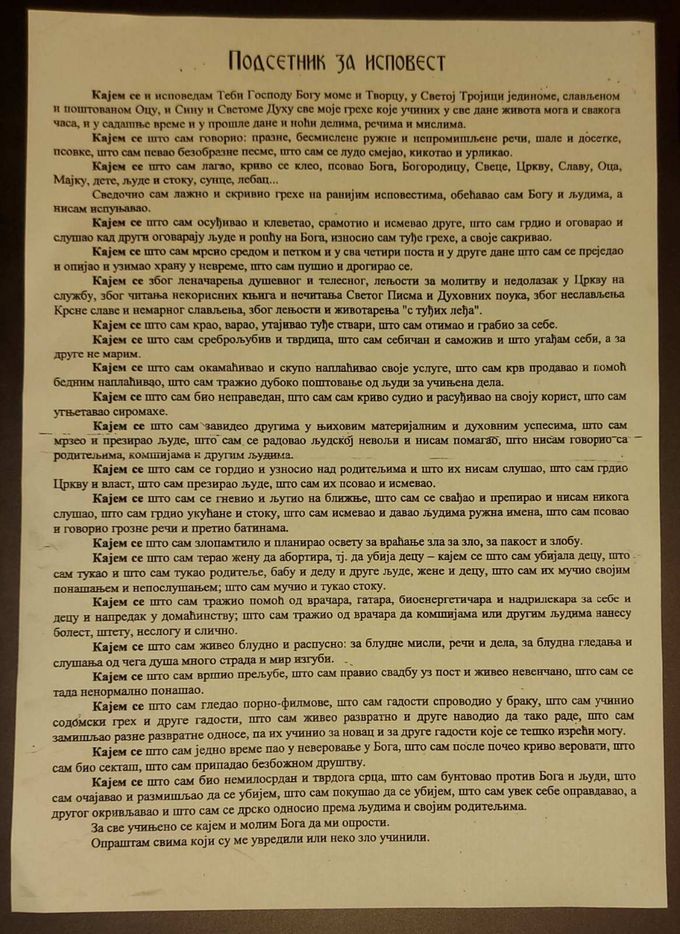 Подсетник за исповест
Кајем се и исповедам Теби Господу Богу моме и Творцу, у Светој Тројици јединоме, слављеном
и поштованом Оцу, и Сину и Светоме Духу све моје грехе које учиних у све дане живота мога и свакога
часа, и у садашње време и у прошле дане и ноћи делима, речима и мислима.
Кајем се што сам говорио: празне, бесмислене ружне и непромишљене речи, шале и досетке,
псовке, што сам певао безобразне песме, што сам се лудо смејао, кикотао и урликао.
Кајем се што сам лагао, криво се клео, псовао Бога, Богородицу, Свеце, Цркву, Славу, Оца,
Мајку, дете, људе и стоку, сунце, лебац...
Сведочио сам лажно и скривио грехе на ранијим исповестима, обећавао сам Богу и људима, а
нисам испуњавао.
Кајем се што сам осуђивао и клеветао, срамотио и исмевао друге, што сам грдио и оговарао и
слушао кад други оговарају људе и ропћу на Бога, износио сам туђе грехе, а своје сакривао.
Кајем се што сам мрсио средом и петком и у сва четири поста и у друге дане што сам се преједао
и опијао и узимао храну у невреме, што сам пушио и дрогирао се.
Кајем се због леначарења душевног и телесног, лењости за молитву и недолазак у Цркву на
службу, због читања некорисних књига и нечитања Светог Писма и Духовних поука, због неслављења
Крсне славе и немарног слављења, због лењости и животарења "с туђих леђа".
Кајем се што сам крао, варао, утајивао туђе ствари, што сам отимао и грабио за себе.
Кајем се што сам среброљубив и тврдица, што сам себичан и саможив и што угађам себи, а за
друге не марим.
Кајем се што сам окамаћивао и скупо наплаћивао своје услуге, што сам крв продавао и помоћ
бедним наплаћивао, што сам тражио дубоко поштовање од људи за учињена дела.
Кајем се што сам био неправедан, што сам сам криво судио и расуђивао на своју корист, што сам
угњетавао сиромахе.
Кајем се што сам завидео другима у њиховим материјалним и духовним успесима, што сам
мрзео и презирао људе, што сам се радовао људској невољи и нисам помагао, што нисам говорио са
родитељима, комшијама и другим људима.
Кајем се што сам се гордио и узносио над родитељима и што их нисам слушао, што сам грдио
Цркву и власт, што сам презирао људе, што сам их псовао и исмевао.
Кајем се што сам се гневио и љутио на ближње, што сам се свађао и препирао и нисам никога
слушао, што сам грдио укућане и стоку, што сам исмевао и давао људима ружна имена, што сам псовао
и говорио грозне речи и претио батинама.
Кајем се што сам злопамтило и планирао освету за враћање зла за зло, за пакост и злобу.
Кајем се што сам терао жену да абортира, тј. да убија децу – кајем се што сам убијала децу, што
сам тукао и што сам тукао родитеље, бабу и деду и друге људе, жене и децу, што сам их мучио својим
понашањем и непослушањем; што сам мучио и тукао стоку.
Кајем се што сам тражио помоћ од врачара, гатара, биоенергетичара и надрилекара за себе и
децу и напредак у домаћинству; што сам тражио од врачара да комшијама или другим људима нанесу
болест, штету, неслогу и слично.
Кајем се што сам живео блудно и распусно: за блудне мисли, речи и дела, за блудна гледања и
слушања од чега душа много страда и мир изгуби.
Кајем се што сам вршио прељубе, што сам правио свадбу уз пост и живео невенчано, што сам се
тада ненормално понашао.
Кајем се што сам гледао порно-филмове, што сам гадости спроводио у браку, што сам учинио
содомски грех и друге гадости, што сам живео развратно и друге наводио да тако раде, што сам
замишљао разне развратне односе, па их учинио за новац и за друге гадости које се тешко изрећи могу.
Кајем се што сам једно време пао у неверовање у Бога, што сам после почео криво веровати, што
сам био секташ, што сам припадао безбожном друштву.
Кајем се што сам био немилосрдан и тврдога срца, што сам бунтовао против Бога и људи, што
сам очајавао и размишљао да се убијем, што сам покушао да се убијем, што сам увек себе оправдавао, а
другог окривљавао и што сам се дрско односио према људима и својим родитељима.
За све учињено се кајем и молим Бога да ми опрости.
Опраштам свима који су ме увредили или неко зло учинили.